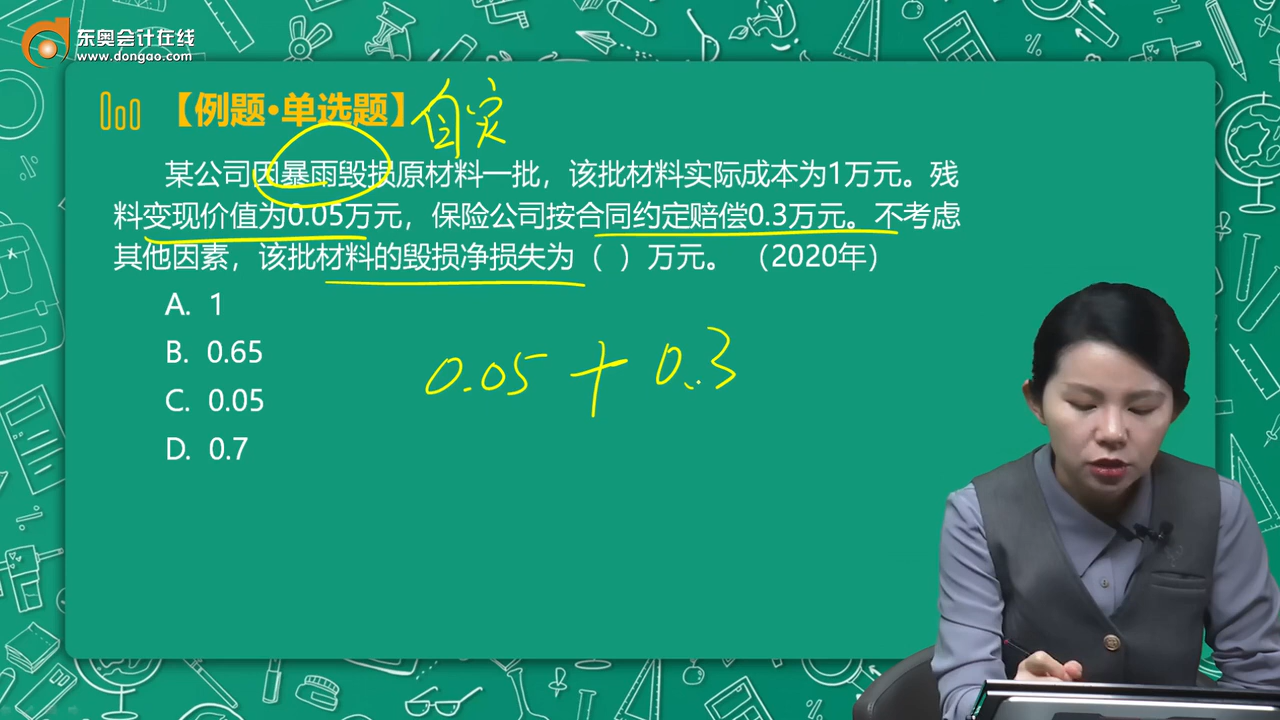 东奥会计在线
www.dongao.com
【例题•单选题】自灾
某公司因暴雨毁损原材料一批，该批材料实际成本为1万元。残
料变现价值为0.05万元，保险公司按合同约定赔偿0.3万元。不考虑
其他因素，该批材料的毁损净损失为（ ）万元。（2020年）
A. 1
B. 0.65
C. 0.05
D. 0.7
0.05 + 0.3